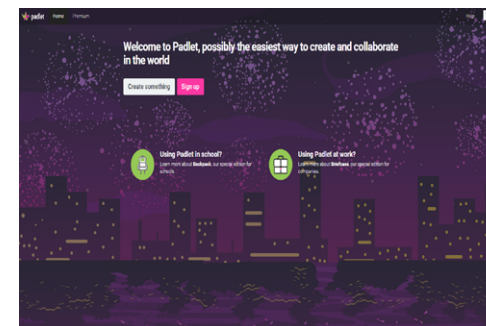 padlet Home Premium Help
Welcome to Padlet, possibly the easiest way to create and collaborate
in the world
Create something Sign up
Using Padlet in school?
Learn more about Backpack, our special edition for
schools.
Using Padlet at work?
Learn more about Briefcase, our special edition for
companies.